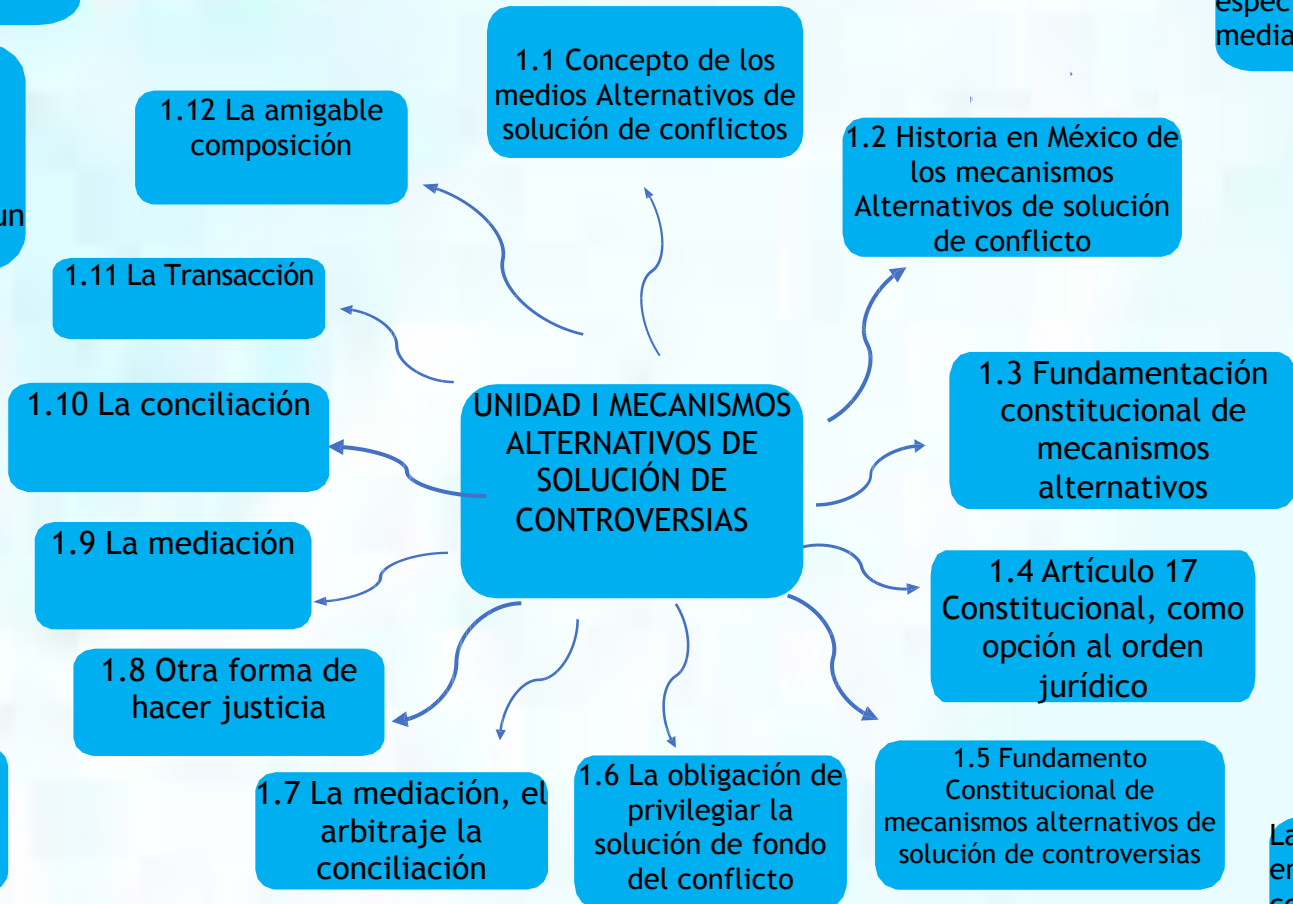 espec
media
1.1 Concepto de los
medios Alternativos de
solución de conflictos
1.12 La amigable
composición
1.2 Historia en México de
los mecanismos
Alternativos de solución
de conflicto
un
1.11 La Transacción
1.3 Fundamentación
constitucional de
mecanismos
alternativos
1.10 La conciliación
UNIDAD I MECANISMOS
ALTERNATIVOS DE
SOLUCIÓN DE
CONTROVERSIAS
1.9 La mediación
1.4 Artículo 17
Constitucional, como
opción al orden
jurídico
1.8 Otra forma de
hacer justicia
1.5 Fundamento
Constitucional de
mecanismos alternativos de
solución de controversias
1.6 La obligación de
privilegiar la
solución de fondo
del conflicto
1.7 La mediación, el
arbitraje la
conciliación
La
en